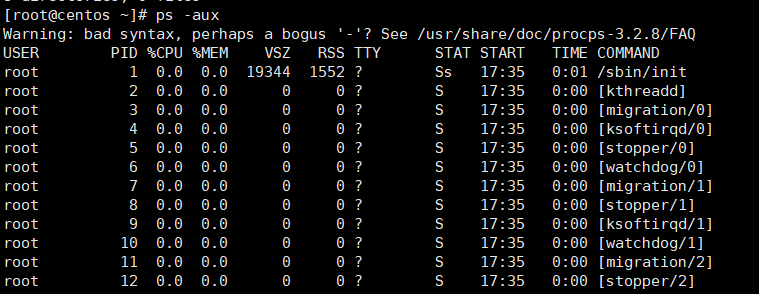 [root@centos ~]# ps -aux
Warning: bad syntax, perhaps a bogus '-'? See /usr/share/doc/procps-3.2.8/FAQ
USER       PID %CPU %MEM    VSZ   RSS TTY      STAT START   TIME COMMAND
root         1  0.0  0.0  19344  1552 ?        Ss   17:35   0:01 /sbin/init
root         2  0.0  0.0      0     0 ?        S    17:35   0:00 [kthreadd]
root         3  0.0  0.0      0     0 ?        S    17:35   0:00 [migration/0]
root         4  0.0  0.0      0     0 ?        S    17:35   0:00 [ksoftirqd/0]
root         5  0.0  0.0      0     0 ?        S    17:35   0:00 [stopper/0]
root         6  0.0  0.0      0     0 ?        S    17:35   0:00 [watchdog/0]
root         7  0.0  0.0      0     0 ?        S    17:35   0:00 [migration/1]
root         8  0.0  0.0      0     0 ?        S    17:35   0:00 [stopper/1]
root         9  0.0  0.0      0     0 ?        S    17:35   0:00 [ksoftirqd/1]
root        10  0.0  0.0      0     0 ?        S    17:35   0:00 [watchdog/1]
root        11  0.0  0.0      0     0 ?        S    17:35   0:00 [migration/2]
root        12  0.0  0.0      0     0 ?        S    17:35   0:00 [stopper/2]